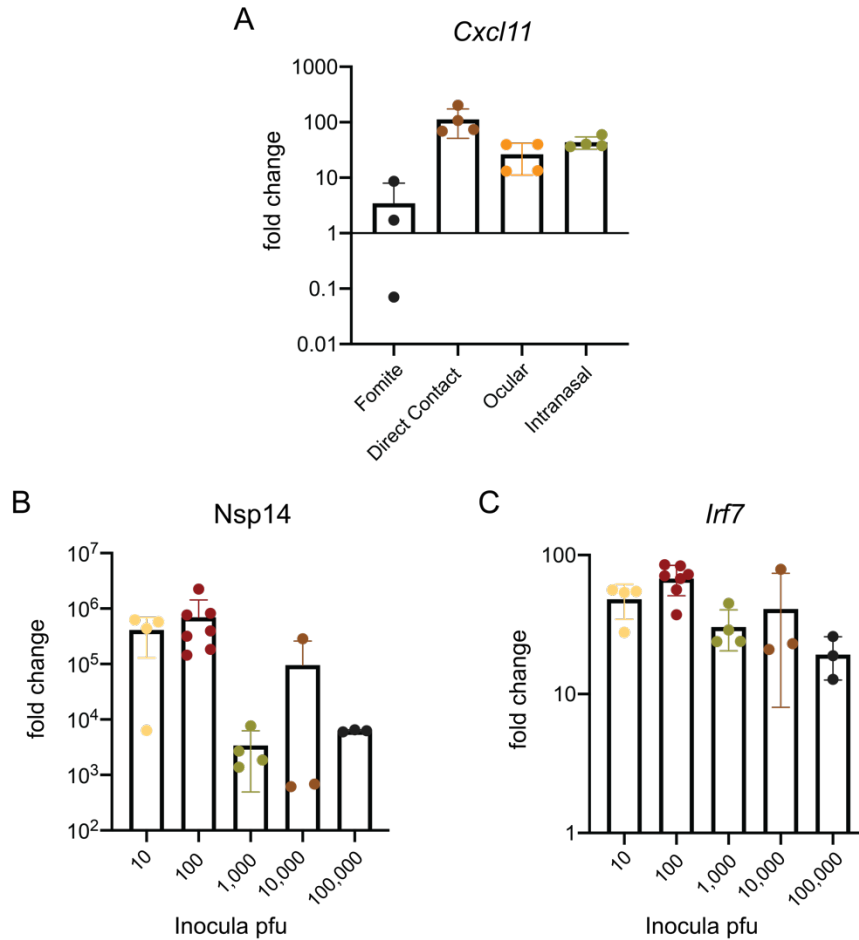 A
Cxcl11
fold change
1000
100
10
1
0.1
0.01
Fomite
Direct Contact
Ocular
Intranasal
B
Nsp14
fold change
10⁷
10⁶
10⁵
10⁴
10³
10²
10
100
1,000
10,000
100,000
Inocula pfu
C
Irf7
fold change
100
10
1
10
100
1,000
10,000
100,000
Inocula pfu